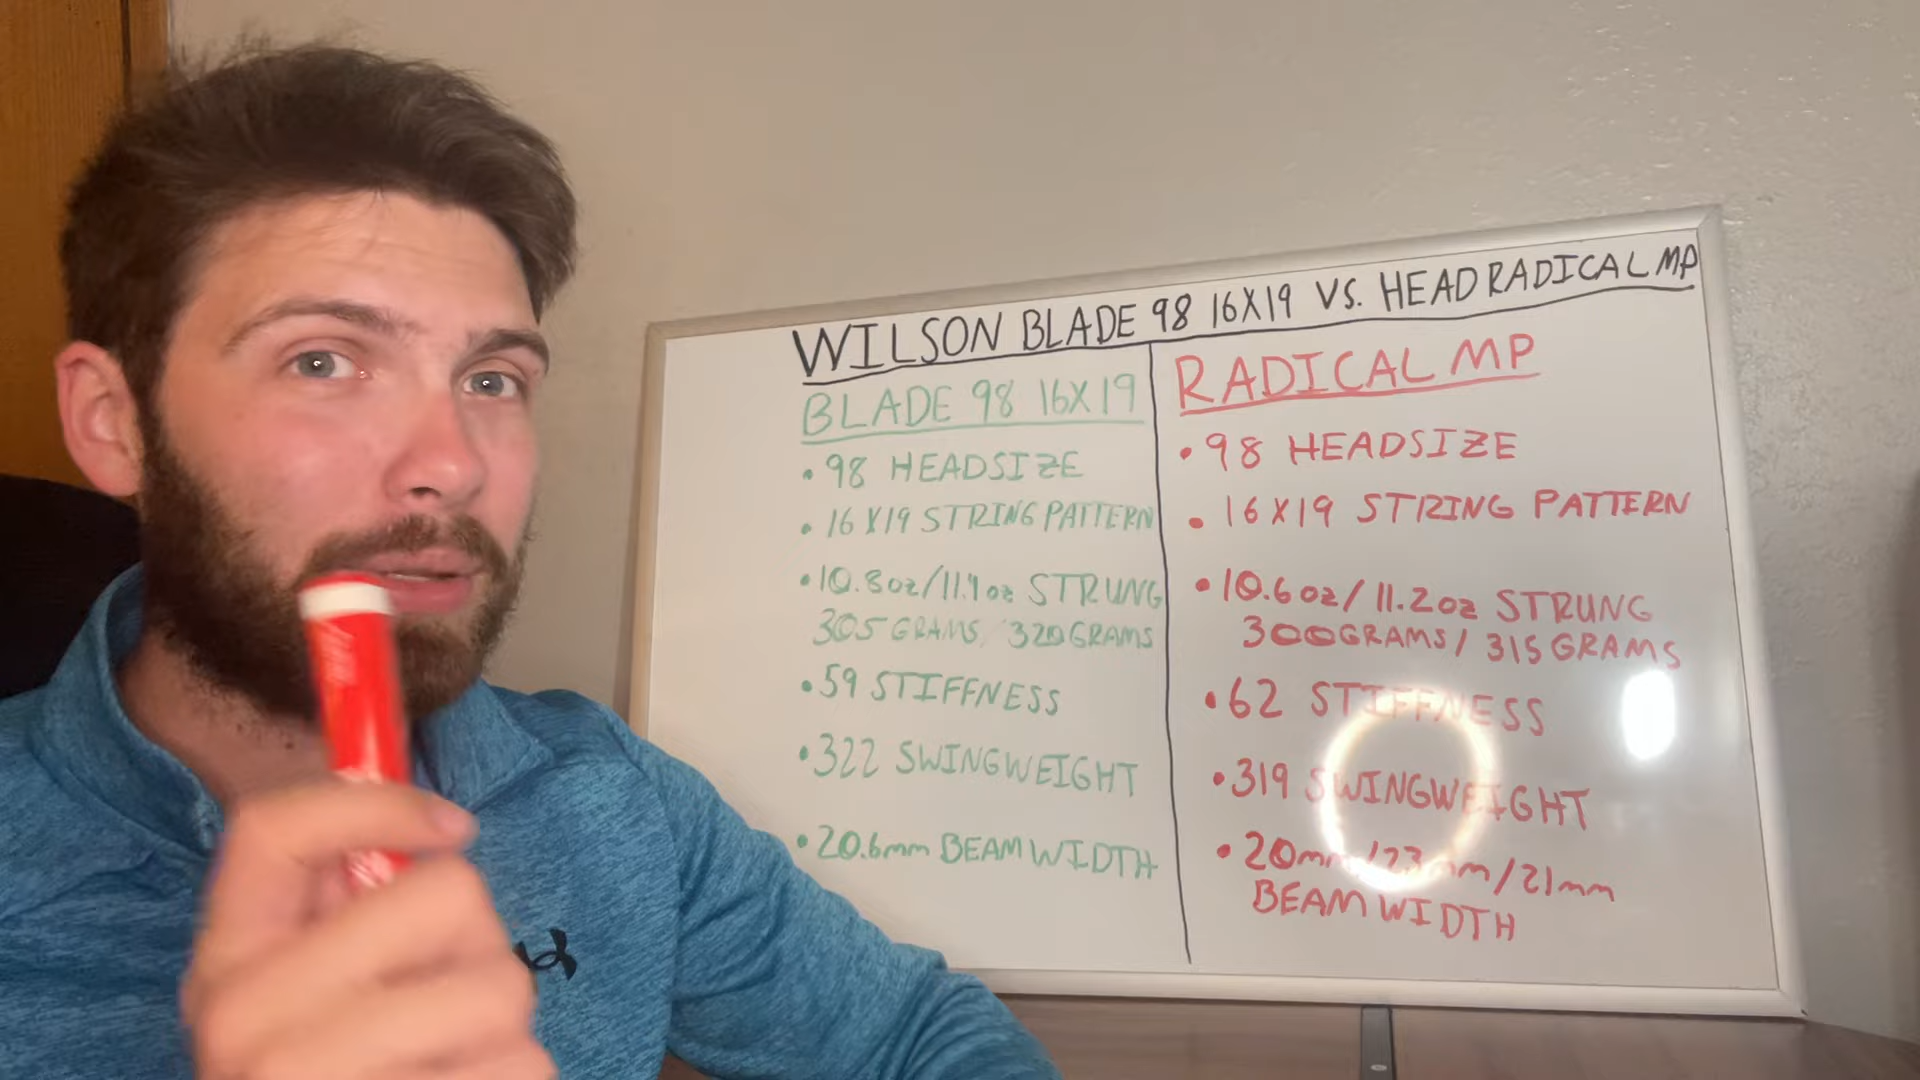 WILSON BLADE 98 16X19 VS. HEAD RADICAL MP
BLADE 98 16X19
• 98 HEADSIZE
• 16X19 STRING PATTERN
• 10.8oz/11.4oz STRUNG
305 GRAMS/320GRAMS
• 59 STIFFNESS
• 322 SWINGWEIGHT
• 20.6mm BEAM WIDTH
RADICAL MP
• 98 HEADSIZE
• 16X19 STRING PATTERN
• 10.6oz/11.2oz STRUNG
300GRAMS/315GRAMS
• 62 STIFFNESS
• 319 SWINGWEIGHT
• 20mm/23mm/21mm
BEAM WIDTH